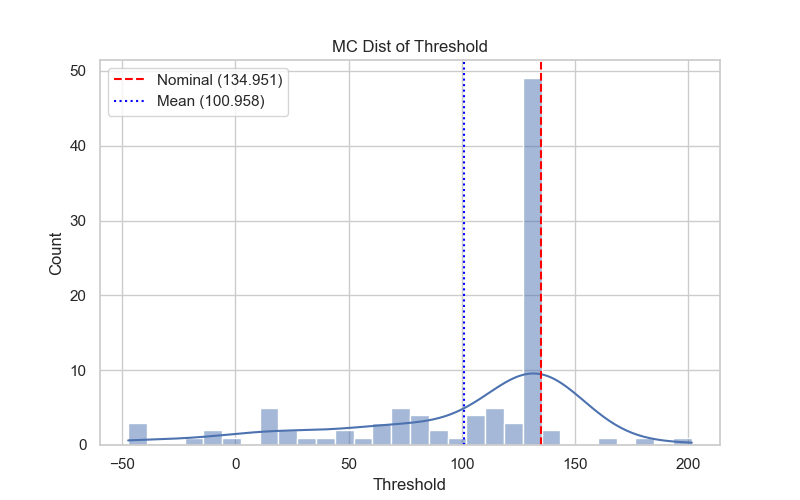 MC Dist of Threshold
Nominal (134.951)
Mean (100.958)
Count
50
40
30
20
10
0
−50
0
50
100
150
200
Threshold